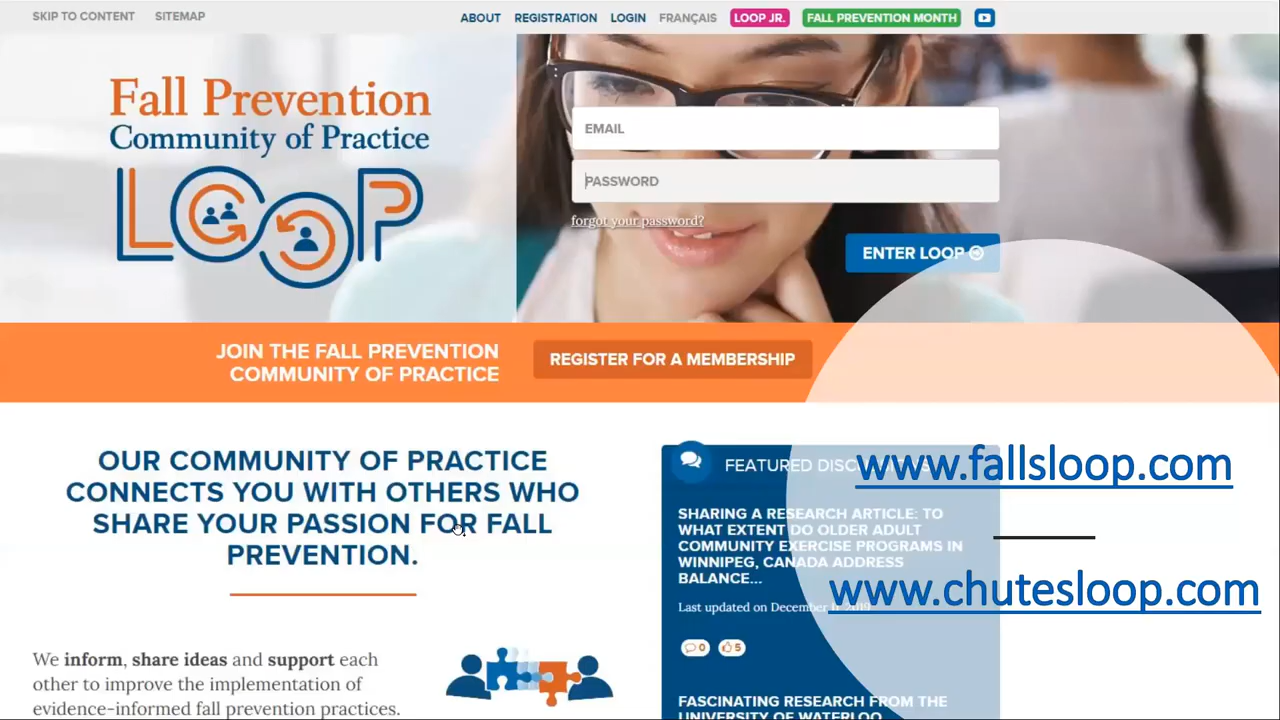 SKIP TO CONTENT SITEMAP ABOUT REGISTRATION LOGIN FRANÇAIS LOOP JR. FALL PREVENTION MONTH
Fall Prevention
Community of Practice
LOOP
EMAIL
PASSWORD
forgot your password?
ENTER LOOP
JOIN THE FALL PREVENTION
COMMUNITY OF PRACTICE
REGISTER FOR A MEMBERSHIP
OUR COMMUNITY OF PRACTICE
CONNECTS YOU WITH OTHERS WHO
SHARE YOUR PASSION FOR FALL
PREVENTION.
We inform, share ideas and support each
other to improve the implementation of
evidence-informed fall prevention practices.
FEATURED
SHARING A RESEARCH ARTICLE: TO
WHAT EXTENT DO OLDER ADULT
COMMUNITY EXERCISE PROGRAMS IN
WINNIPEG, CANADA ADDRESS
BALANCE...
Last updated on December
0 5
FASCINATING RESEARCH FROM THE
UNIVERSITY OF WATERLOO
www.fallsloop.com
www.chutesloop.com